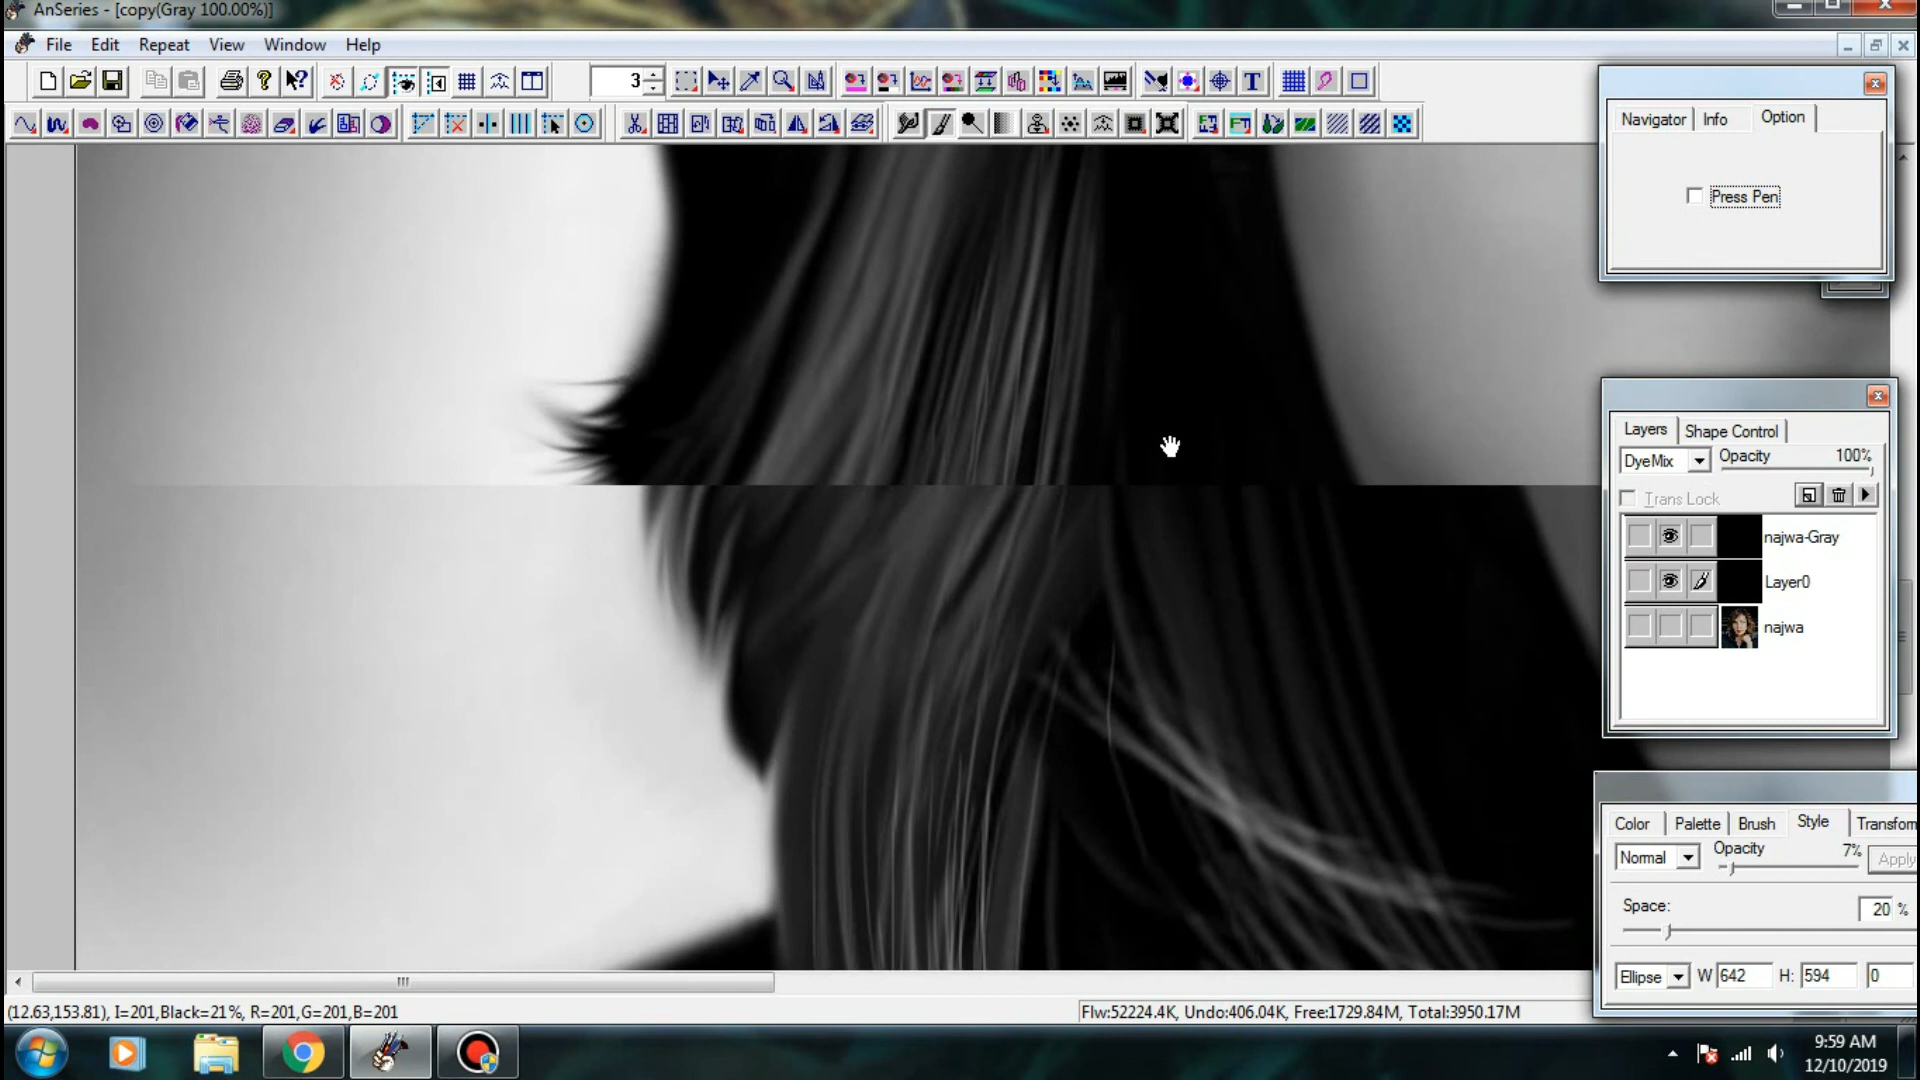 AnSeries - [copy(Gray 100.00%)]
File Edit Repeat View Window Help
3
T
Navigator Info Option
Press Pen
Layers Shape Control
DyeMix Opacity 100%
Trans Lock
najwa-Gray
Layer0
najwa
Color Palette Brush Style Transfom
Normal Opacity 7% Apply
Space: 20 %
Ellipse W 642 H: 594 0
(12.63,153.81), I=201,Black=21%, R=201,G=201,B=201
Flw:52224.4K, Undo:406.04K, Free:1729.84M, Total:3950.17M
9:59 AM
12/10/2019